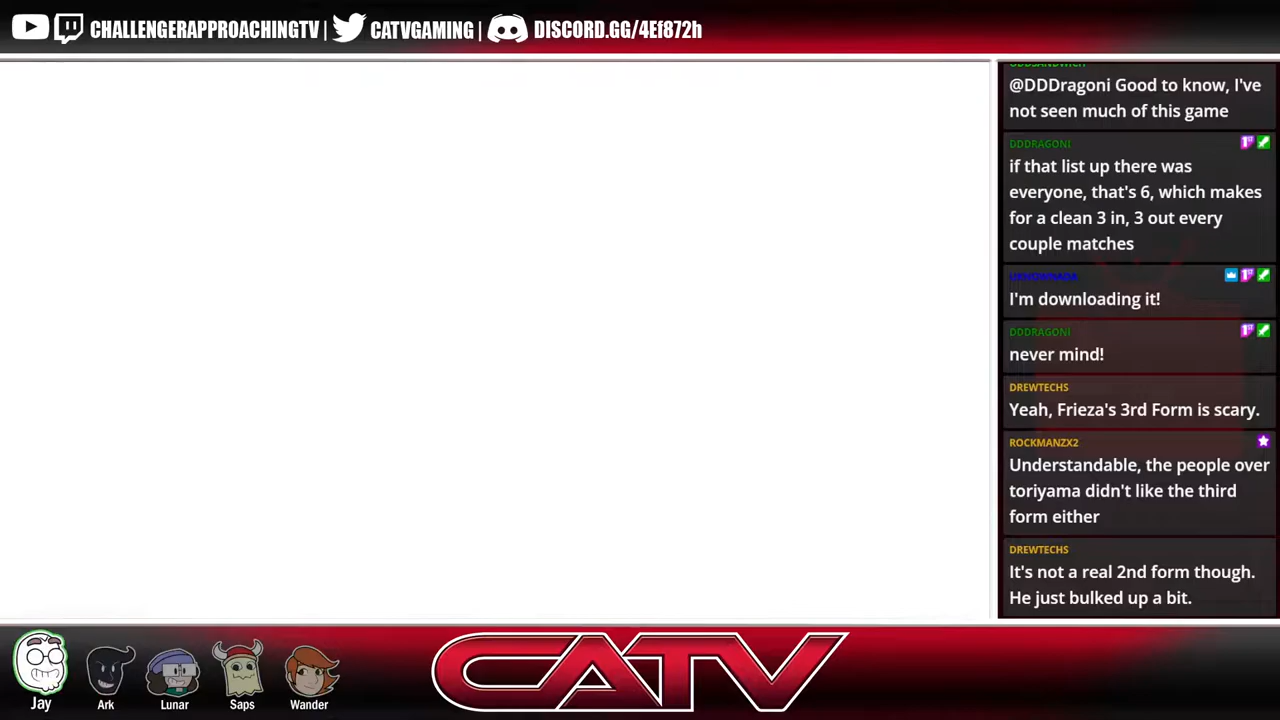 CHALLENGERAPPROACHINGTV | CATVGAMING | DISCORD.GG/4Ef872h
ODDSANDWICH
@DDDragoni Good to know, I've
not seen much of this game
DDDRAGONI
if that list up there was
everyone, that's 6, which makes
for a clean 3 in, 3 out every
couple matches
I'm downloading it!
DDDRAGONI
never mind!
DREWTECHS
Yeah, Frieza's 3rd Form is scary.
ROCKMANZX2
Understandable, the people over
toriyama didn't like the third
form either
DREWTECHS
It's not a real 2nd form though.
He just bulked up a bit.
Jay
Ark
Lunar
Saps
Wander
CATV